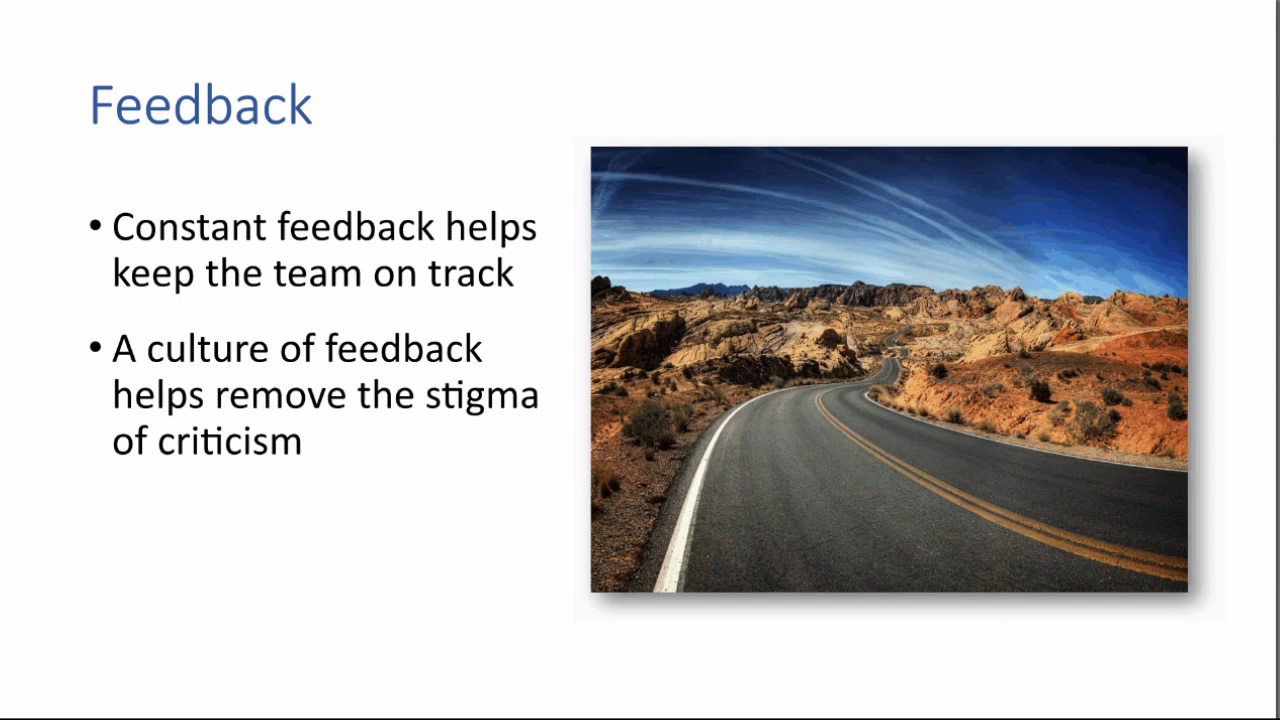 Feedback
• Constant feedback helps
keep the team on track
• A culture of feedback
helps remove the stigma
of criticism